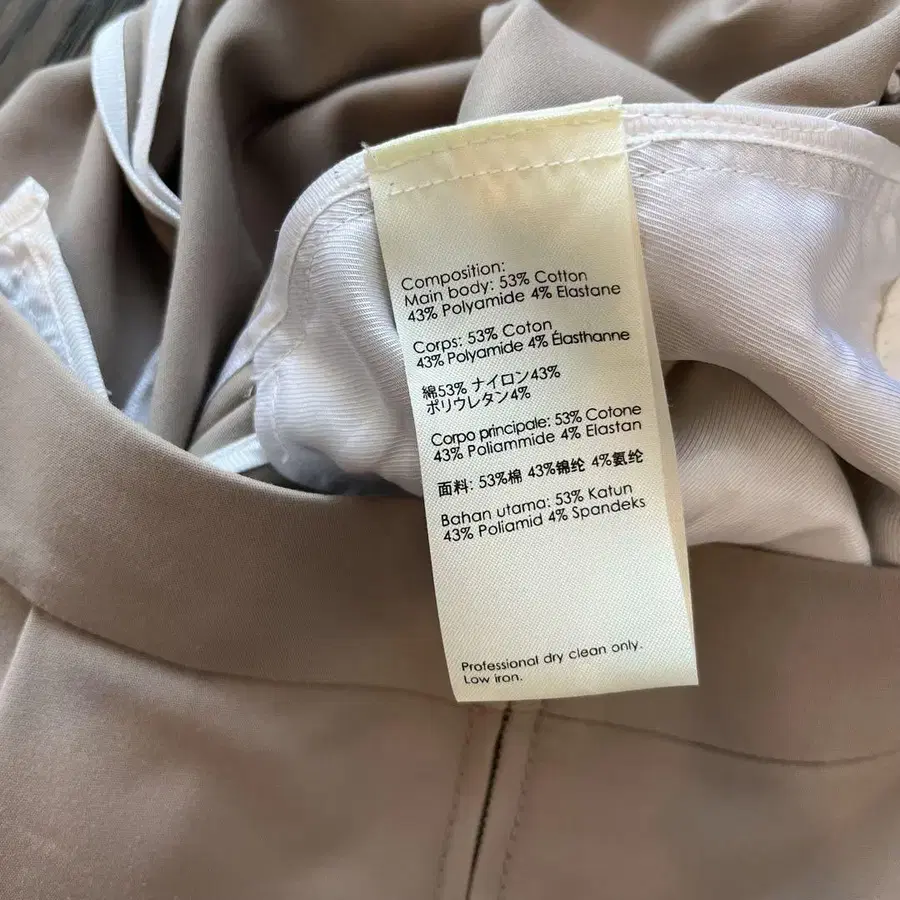 Composition:
Main body: 53% Cotton
43% Polyamide 4% Elastane
Corps: 53% Coton
43% Polyamide 4% Élasthanne
綿53% ナイロン43%
ポリウレタン4%
Corpo principale: 53% Cotone
43% Poliammide 4% Elastan
面料: 53%棉 43%锦纶 4%氨纶
Bahan utama: 53% Katun
43% Poliamid 4% Spandeks
Professional dry clean only.
Low iron.